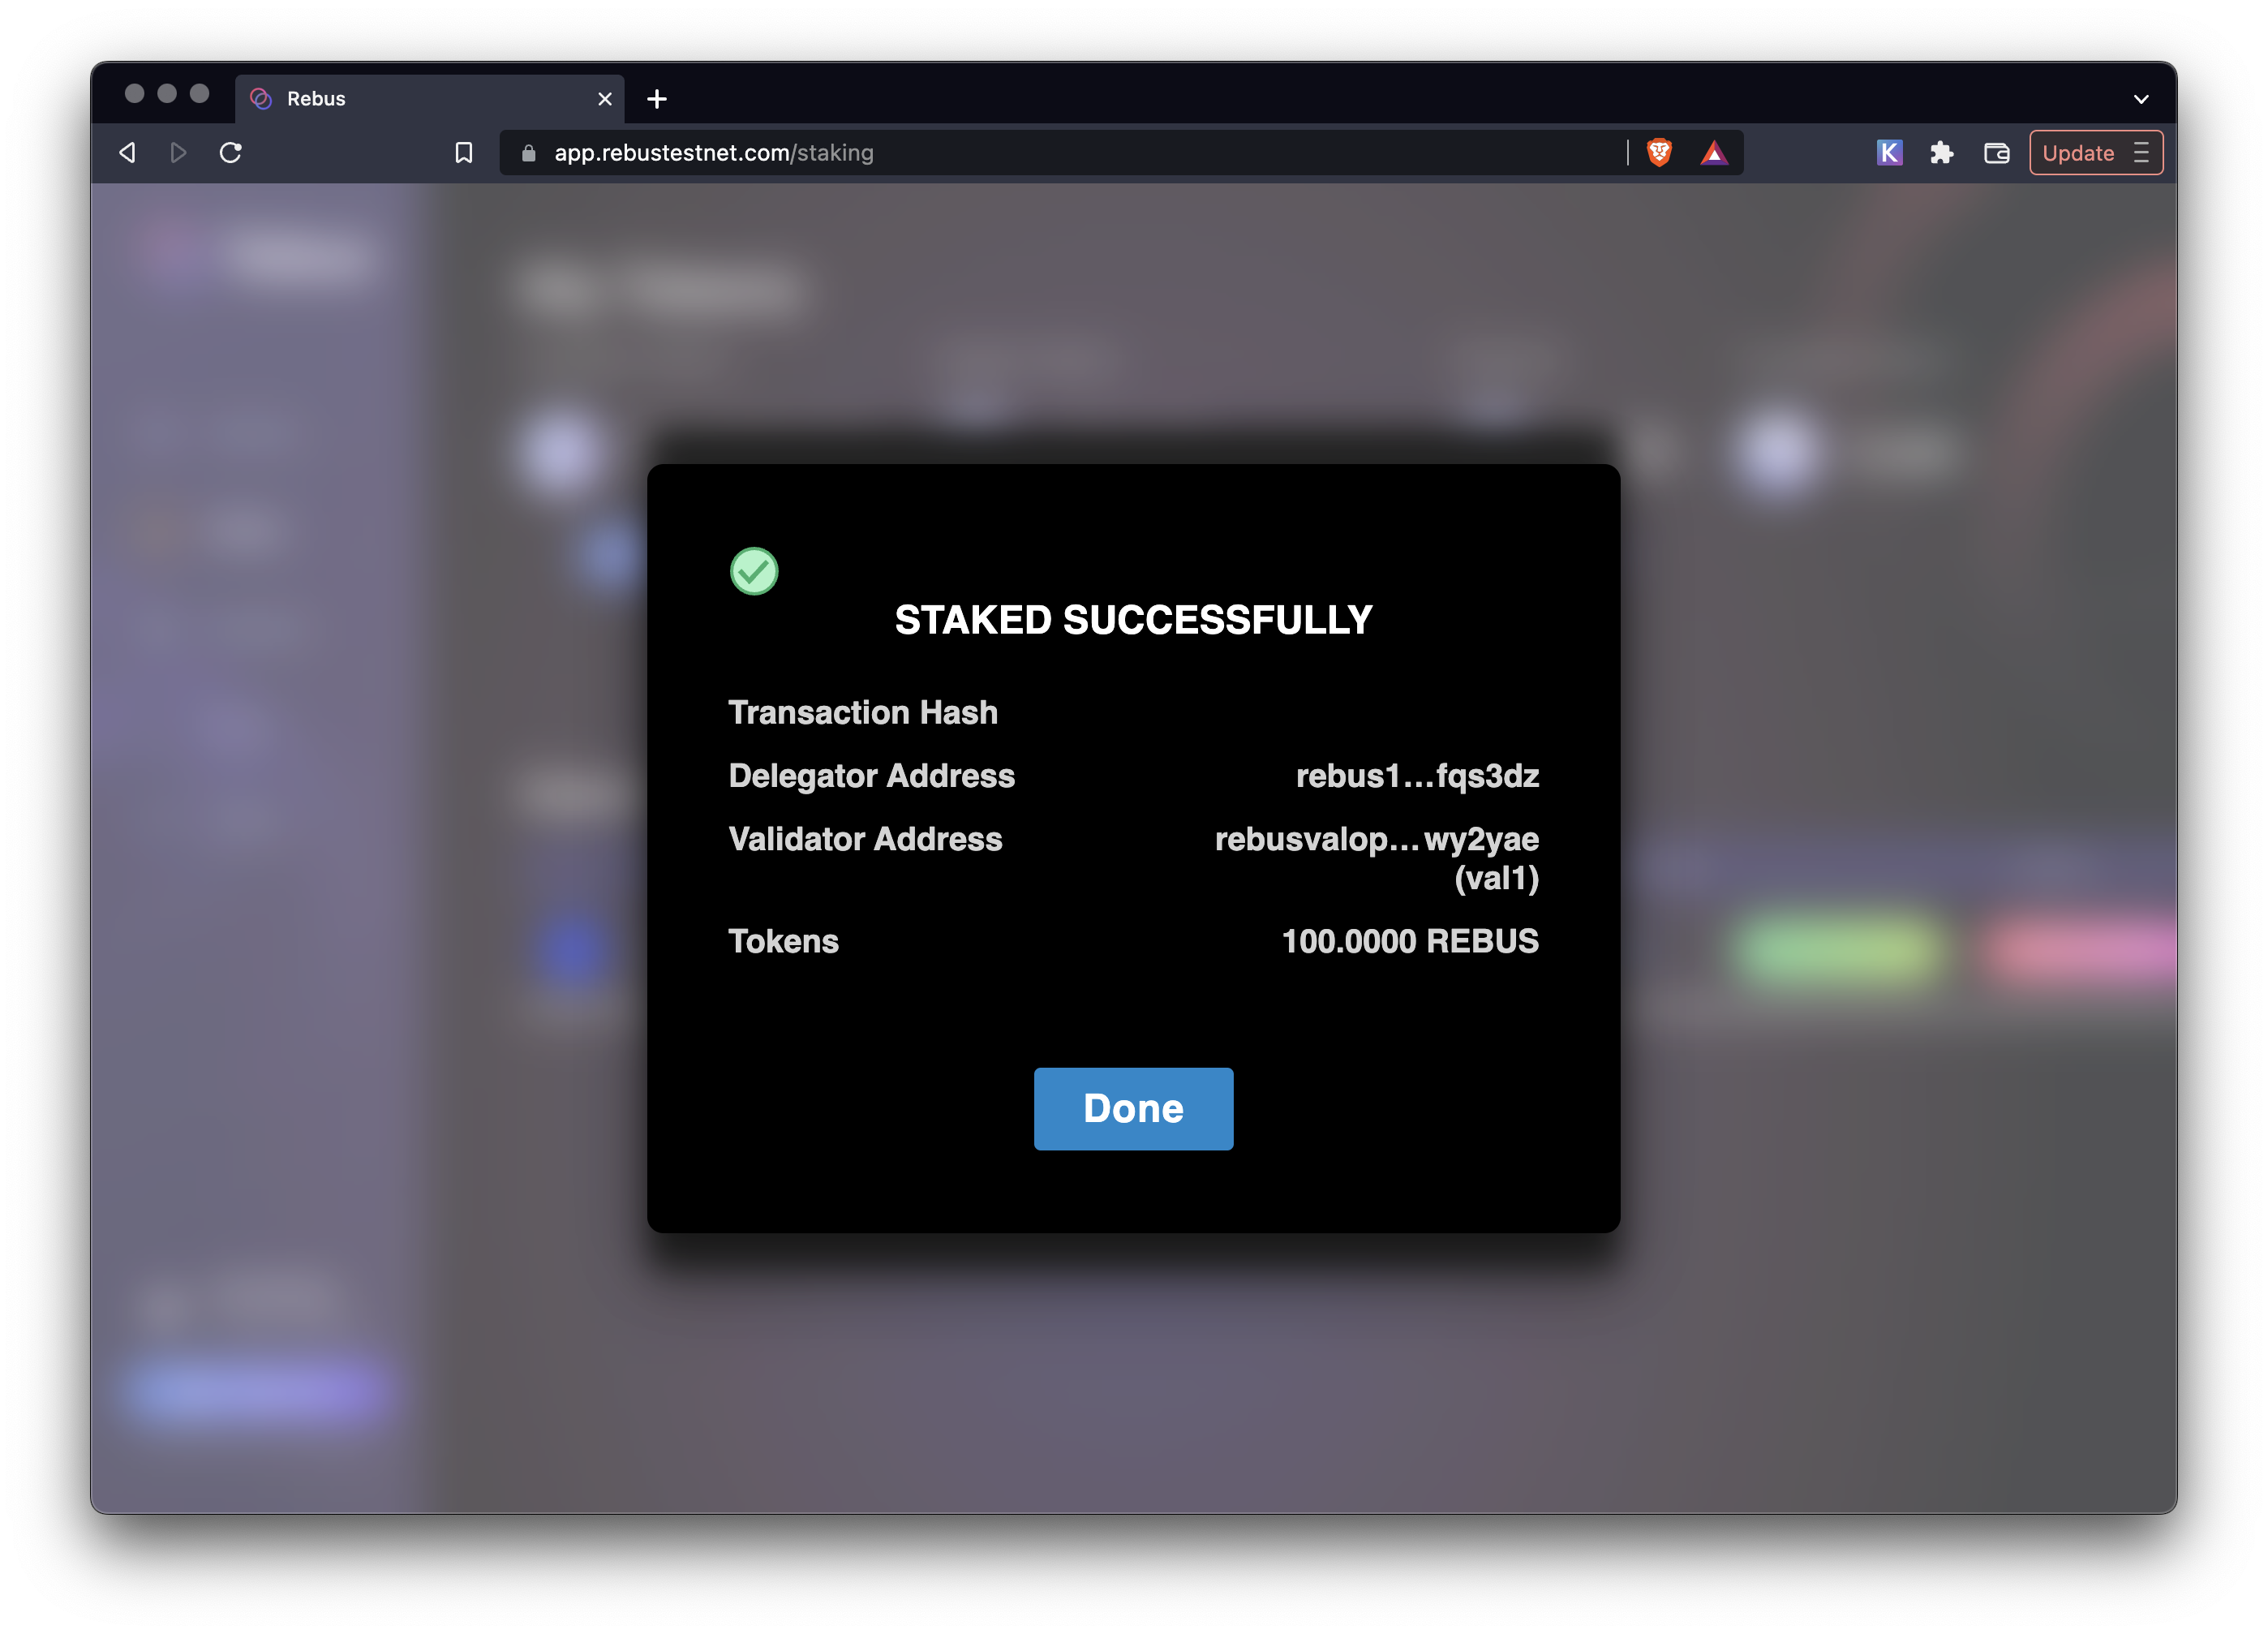 Rebus
app.rebustestnet.com/staking
K
Update
STAKED SUCCESSFULLY
Transaction Hash
Delegator Address rebus1...fqs3dz
Validator Address rebusvalop...wy2yae
(val1)
Tokens 100.0000 REBUS
Done